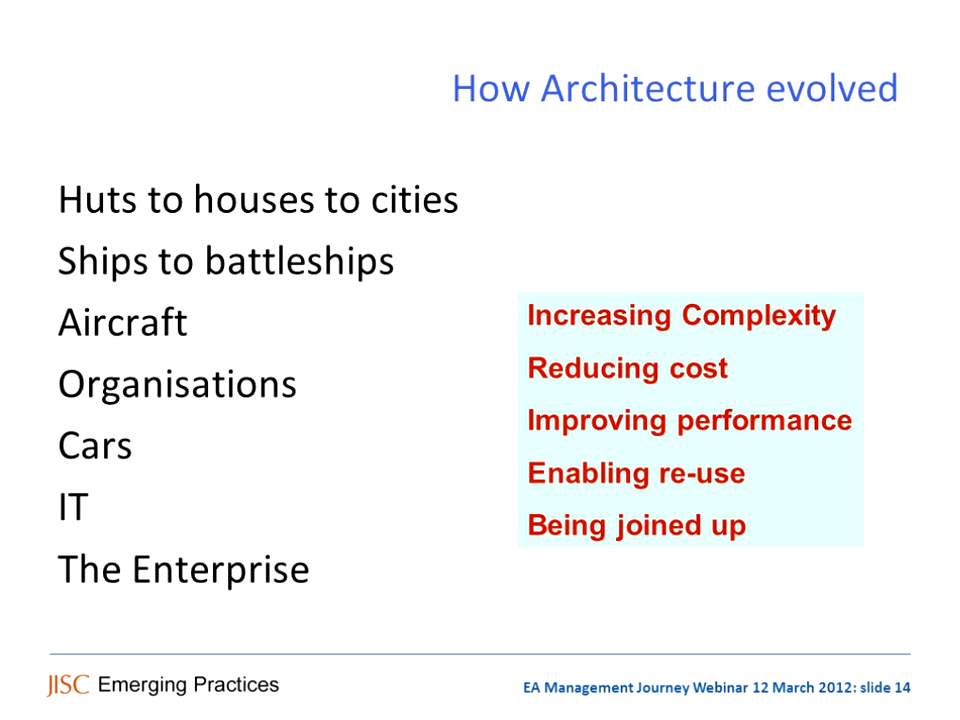 How Architecture evolved
Huts to houses to cities
Ships to battleships
Aircraft
Organisations
Cars
IT
The Enterprise
Increasing Complexity
Reducing cost
Improving performance
Enabling re-use
Being joined up
JISC Emerging Practices
EA Management Journey Webinar 12 March 2012: slide 14